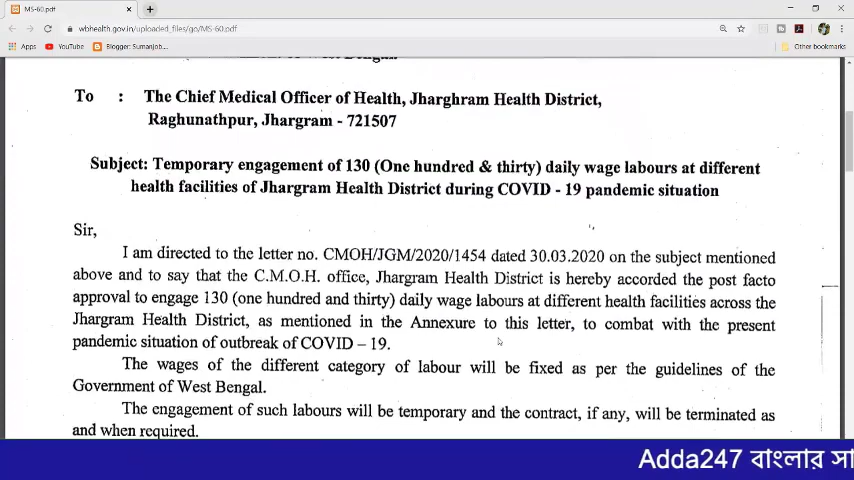 MS-60.pdf
wbhealth.gov.in/uploaded_files/go/MS-60.pdf
Apps YouTube Blogger: Sumanjob.... Other bookmarks
To : The Chief Medical Officer of Health, Jharghram Health District,
Raghunathpur, Jhargram - 721507
Subject: Temporary engagement of 130 (One hundred & thirty) daily wage labours at different
health facilities of Jhargram Health District during COVID - 19 pandemic situation
Sir,
I am directed to the letter no. CMOH/JGM/2020/1454 dated 30.03.2020 on the subject mentioned
above and to say that the C.M.O.H. office, Jhargram Health District is hereby accorded the post facto
approval to engage 130 (one hundred and thirty) daily wage labours at different health facilities across the
Jhargram Health District, as mentioned in the Annexure to this letter, to combat with the present
pandemic situation of outbreak of COVID – 19.
The wages of the different category of labour will be fixed as per the guidelines of the
Government of West Bengal.
The engagement of such labours will be temporary and the contract, if any, will be terminated as
and when required.
Adda247 বাংলার সা